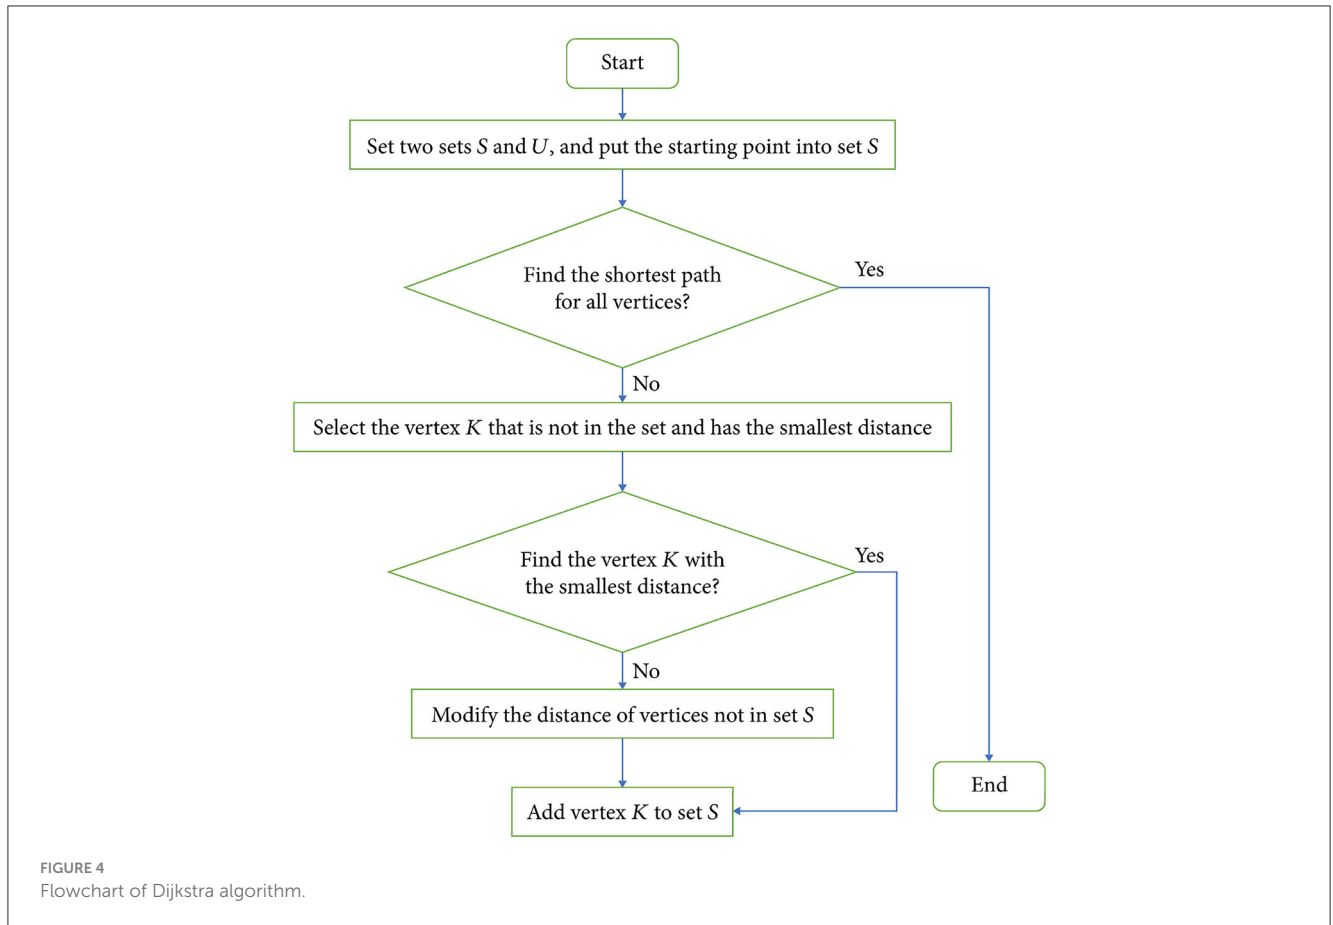 Start
Set two sets S and U, and put the starting point into set S
Find the shortest path
for all vertices?
Yes
No
Select the vertex K that is not in the set and has the smallest distance
Find the vertex K with
the smallest distance?
Yes
No
Modify the distance of vertices not in set S
Add vertex K to set S
End
FIGURE 4
Flowchart of Dijkstra algorithm.